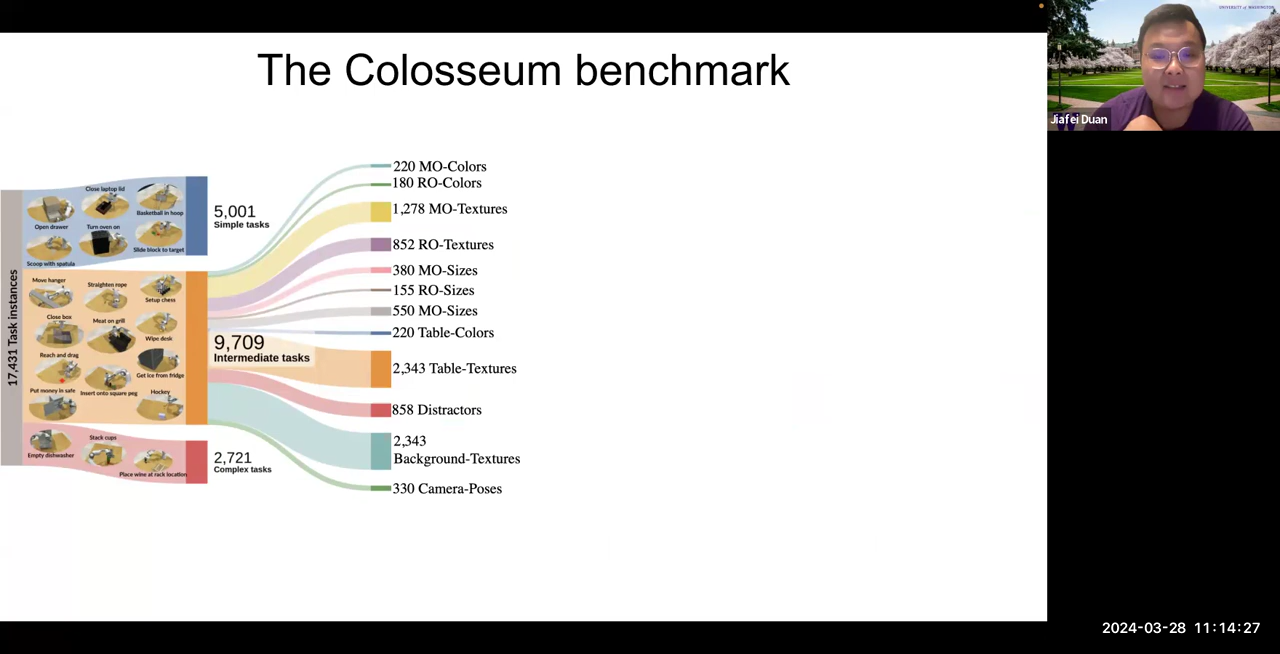 The Colosseum benchmark
UNIVERSITY of WASHINGTON
Jiafei Duan
17,431 Task instances
Close laptop lid
Open drawer
Basketball in hoop
Turn oven on
Scoop with spatula
Slide block to target
5,001
Simple tasks
Move hanger
Straighten rope
Setup chess
Close box
Meat on grill
Wipe desk
Reach and drag
Get Ice from fridge
Put money in safe
Insert onto square peg
Hockey
9,709
Intermediate tasks
Empty dishwasher
Stack cups
Place wine at rack location
2,721
Complex tasks
220 MO-Colors
180 RO-Colors
1,278 MO-Textures
852 RO-Textures
380 MO-Sizes
155 RO-Sizes
550 MO-Sizes
220 Table-Colors
2,343 Table-Textures
858 Distractors
2,343
Background-Textures
330 Camera-Poses
2024-03-28 11:14:27